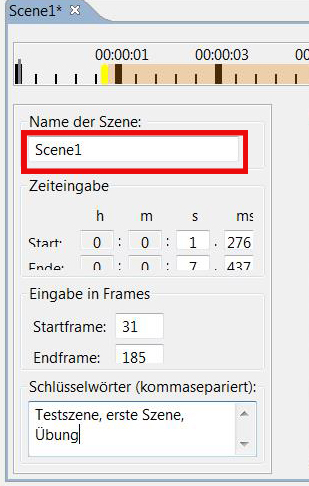 Scene1*
00:00:01 00:00:03 00
Name der Szene:
Scene1
Zeiteingabe
h m s ms
Start: 0 : 0 : 1 . 276
Ende: 0 : 0 : 7 . 437
Eingabe in Frames
Startframe: 31
Endframe: 185
Schlüsselwörter (kommasepariert):
Testszene, erste Szene,
Übung